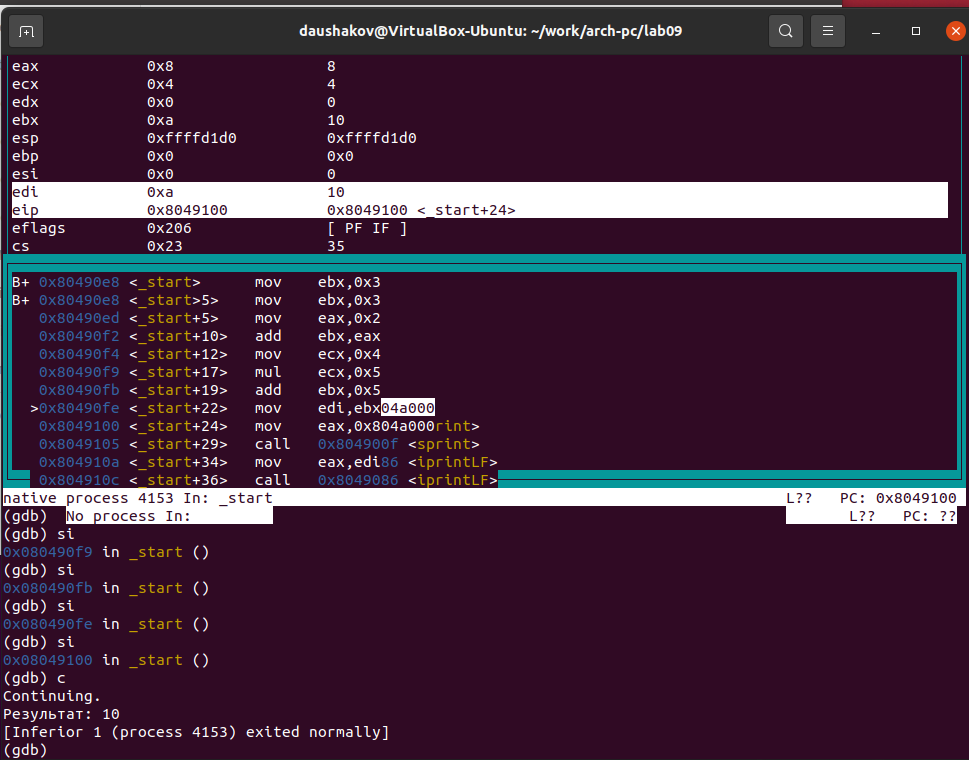 daushakov@VirtualBox-Ubuntu: ~/work/arch-pc/lab09
eax 0x8 8
ecx 0x4 4
edx 0x0 0
ebx 0xa 10
esp 0xffffd1d0 0xffffd1d0
ebp 0x0 0x0
esi 0x0 0
edi 0xa 10
eip 0x8049100 0x8049100 <_start+24>
eflags 0x206 [ PF IF ]
cs 0x23 35
B+ 0x80490e8 <_start> mov ebx,0x3
B+ 0x80490e8 <_start>5> mov ebx,0x3
0x80490ed <_start+5> mov eax,0x2
0x80490f2 <_start+10> add ebx,eax
0x80490f4 <_start+12> mov ecx,0x4
0x80490f9 <_start+17> mul ecx,0x5
0x80490fb <_start+19> add ebx,0x5
>0x80490fe <_start+22> mov edi,ebx04a000
0x8049100 <_start+24> mov eax,0x804a000rint>
0x8049105 <_start+29> call 0x804900f <sprint>
0x804910a <_start+34> mov eax,edi86 <iprintLF>
0x804910c <_start+36> call 0x8049086 <iprintLF>
native process 4153 In: _start L?? PC: 0x8049100
(gdb) No process In: L?? PC: ??
(gdb) si
0x080490f9 in _start ()
(gdb) si
0x080490fb in _start ()
(gdb) si
0x080490fe in _start ()
(gdb) si
0x08049100 in _start ()
(gdb) c
Continuing.
Результат: 10
[Inferior 1 (process 4153) exited normally]
(gdb)